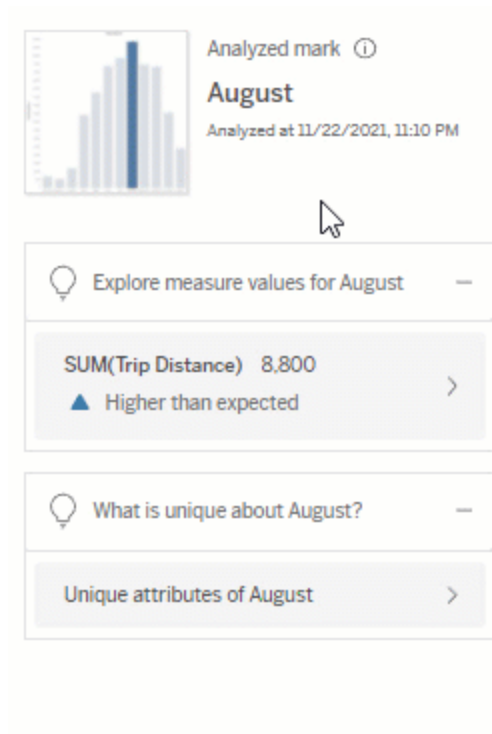 Analyzed mark
August
Analyzed at 11/22/2021, 11:10 PM
Explore measure values for August
SUM(Trip Distance) 8,800
Higher than expected
What is unique about August?
Unique attributes of August